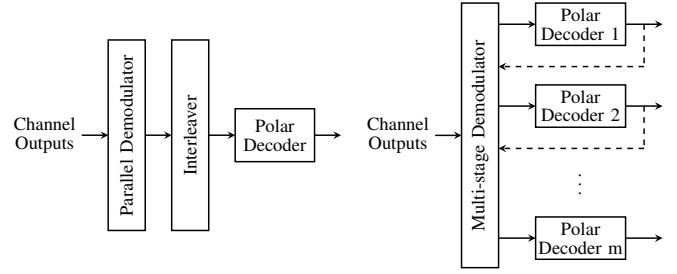 Channel
Outputs
Parallel Demodulator
Interleaver
Polar
Decoder
Channel
Outputs
Multi-stage Demodulator
Polar
Decoder 1
Polar
Decoder 2
...
Polar
Decoder m